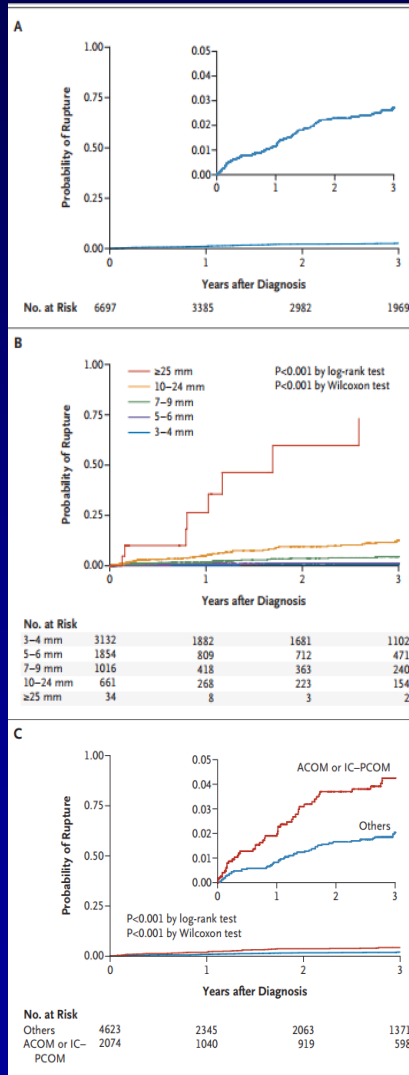 A
Probability of Rupture
1.00
0.75
0.50
0.25
0.00
0.05
0.04
0.03
0.02
0.01
0.00
0 1 2 3
0 1 2 3
Years after Diagnosis
No. at Risk 6697 3385 2982 1969
B
Probability of Rupture
1.00
0.75
0.50
0.25
0.00
≥25 mm
10–24 mm
7–9 mm
5–6 mm
3–4 mm
P<0.001 by log-rank test
P<0.001 by Wilcoxon test
0 1 2 3
Years after Diagnosis
No. at Risk
3–4 mm 3132 1882 1681 1102
5–6 mm 1854 809 712 471
7–9 mm 1016 418 363 240
10–24 mm 661 268 223 154
≥25 mm 34 8 3 2
C
Probability of Rupture
1.00
0.75
0.50
0.25
0.00
0.05
0.04
0.03
0.02
0.01
0.00
ACOM or IC–PCOM
Others
0 1 2 3
P<0.001 by log-rank test
P<0.001 by Wilcoxon test
0 1 2 3
Years after Diagnosis
No. at Risk
Others 4623 2345 2063 1371
ACOM or IC– 2074 1040 919 598
PCOM